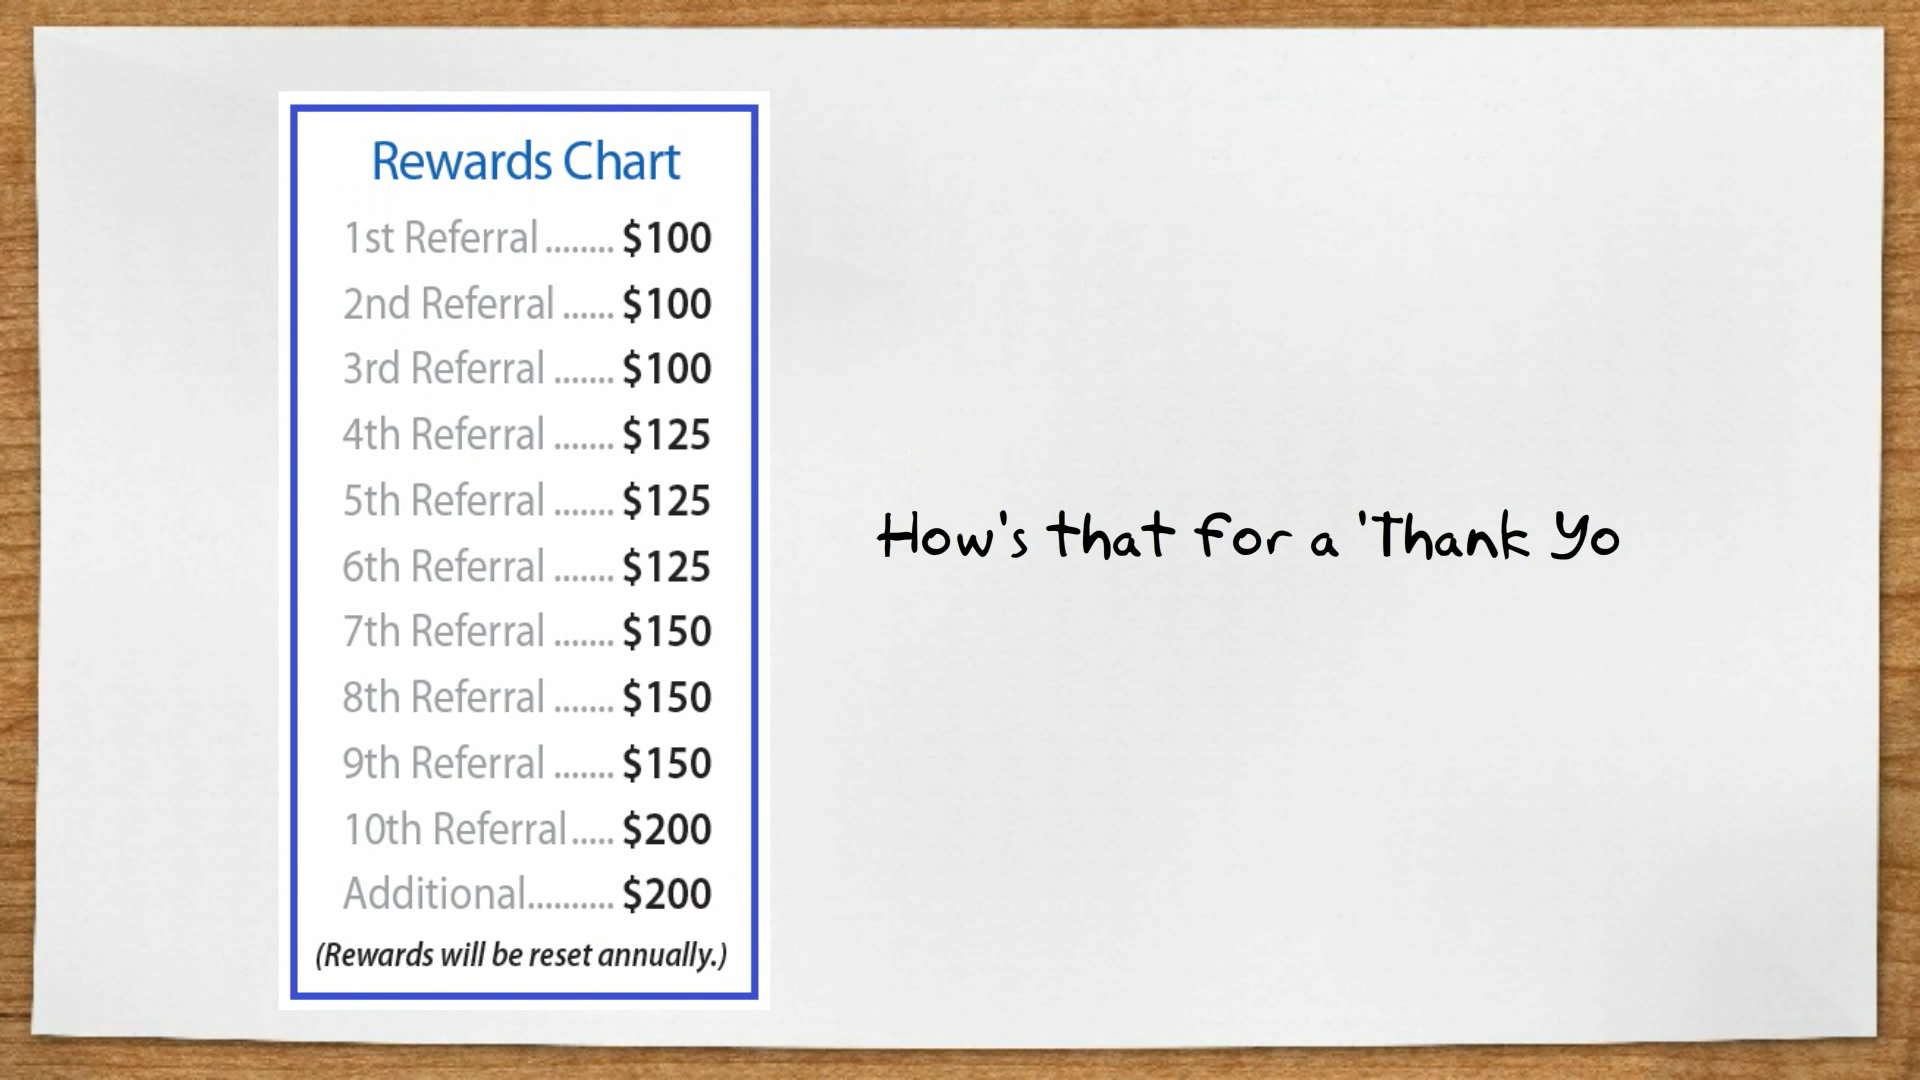 Rewards Chart
1st Referral ........ $100
2nd Referral ...... $100
3rd Referral ....... $100
4th Referral ....... $125
5th Referral ....... $125
6th Referral ....... $125
7th Referral ....... $150
8th Referral ....... $150
9th Referral ....... $150
10th Referral..... $200
Additional.......... $200
(Rewards will be reset annually.)
How's that for a 'Thank Yo